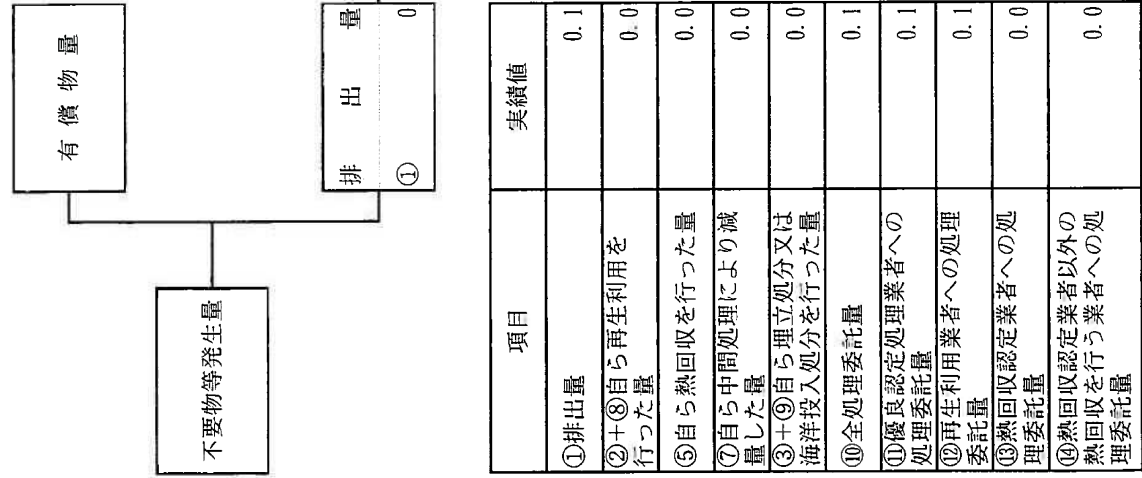 有償物量
不要物等発生量
排出量
① 0
項目 実績値
①排出量 0.1
②+⑧自ら再生利用を
行った量 0.0
⑤自ら熱回収を行った量 0.0
⑦自ら中間処理により減
量した量 0.0
③+⑨自ら埋立処分又は
海洋投入処分を行った量 0.0
⑩全処理委託量 0.1
⑪優良認定処理業者への
処理委託量 0.1
⑫再生利用業者への処理
委託量 0.1
⑬熱回収認定業者への処
理委託量 0.0
⑭熱回収認定業者以外の
熱回収を行う業者への処
理委託量 0.0